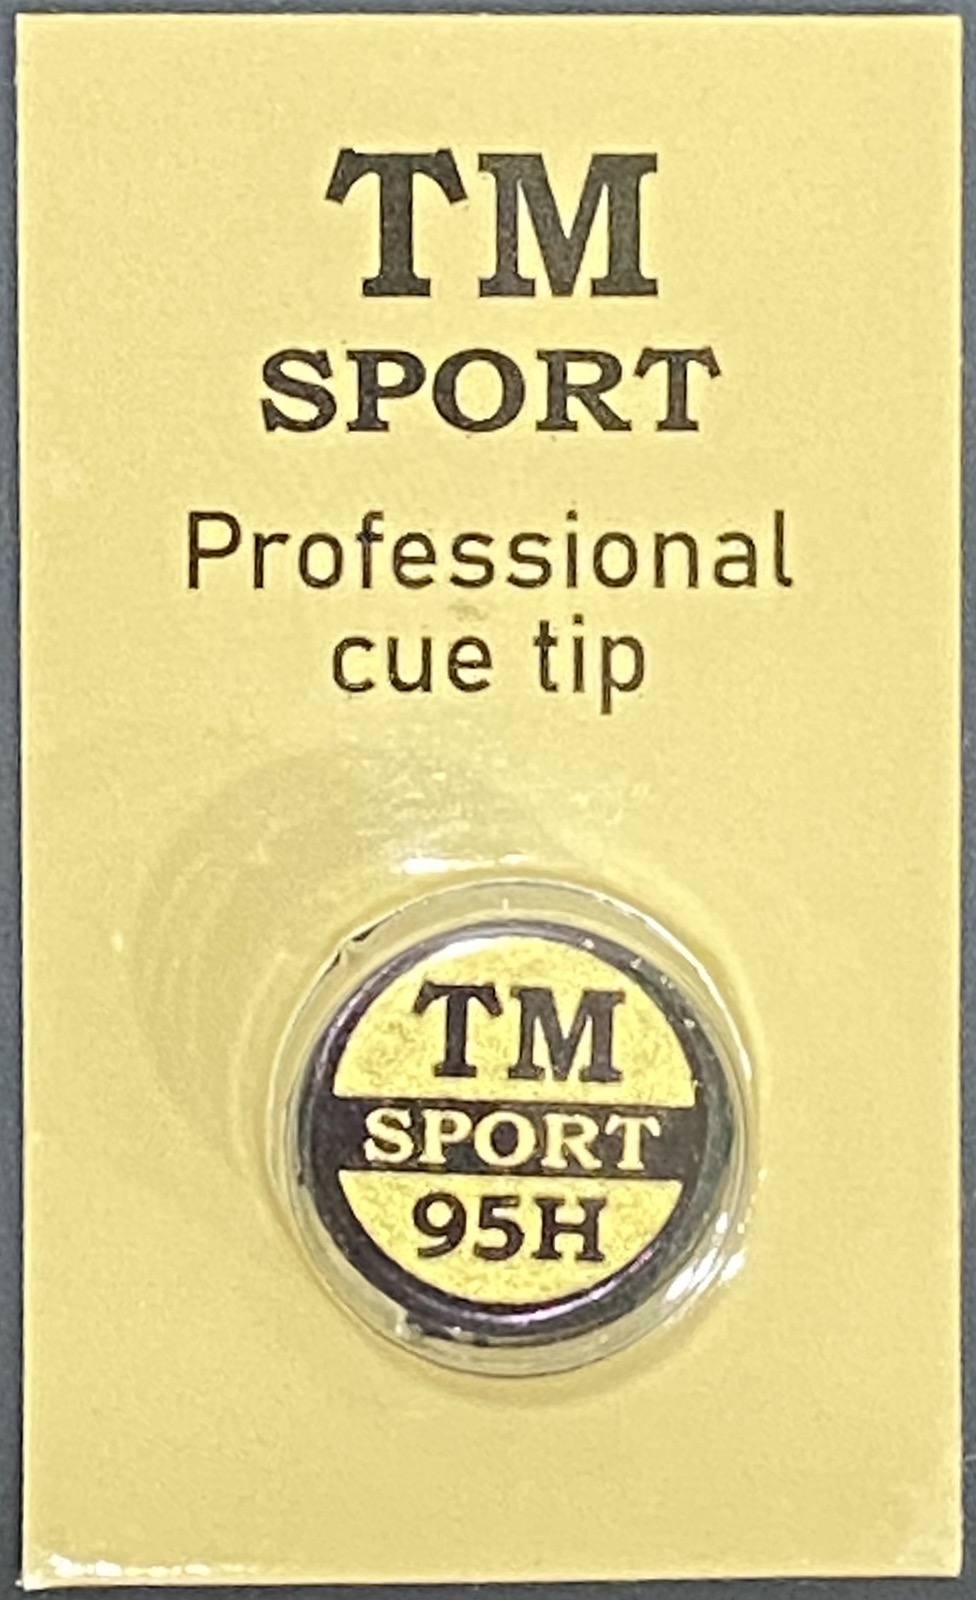 TM
SPORT
Professional
cue tip
TM
SPORT
95H